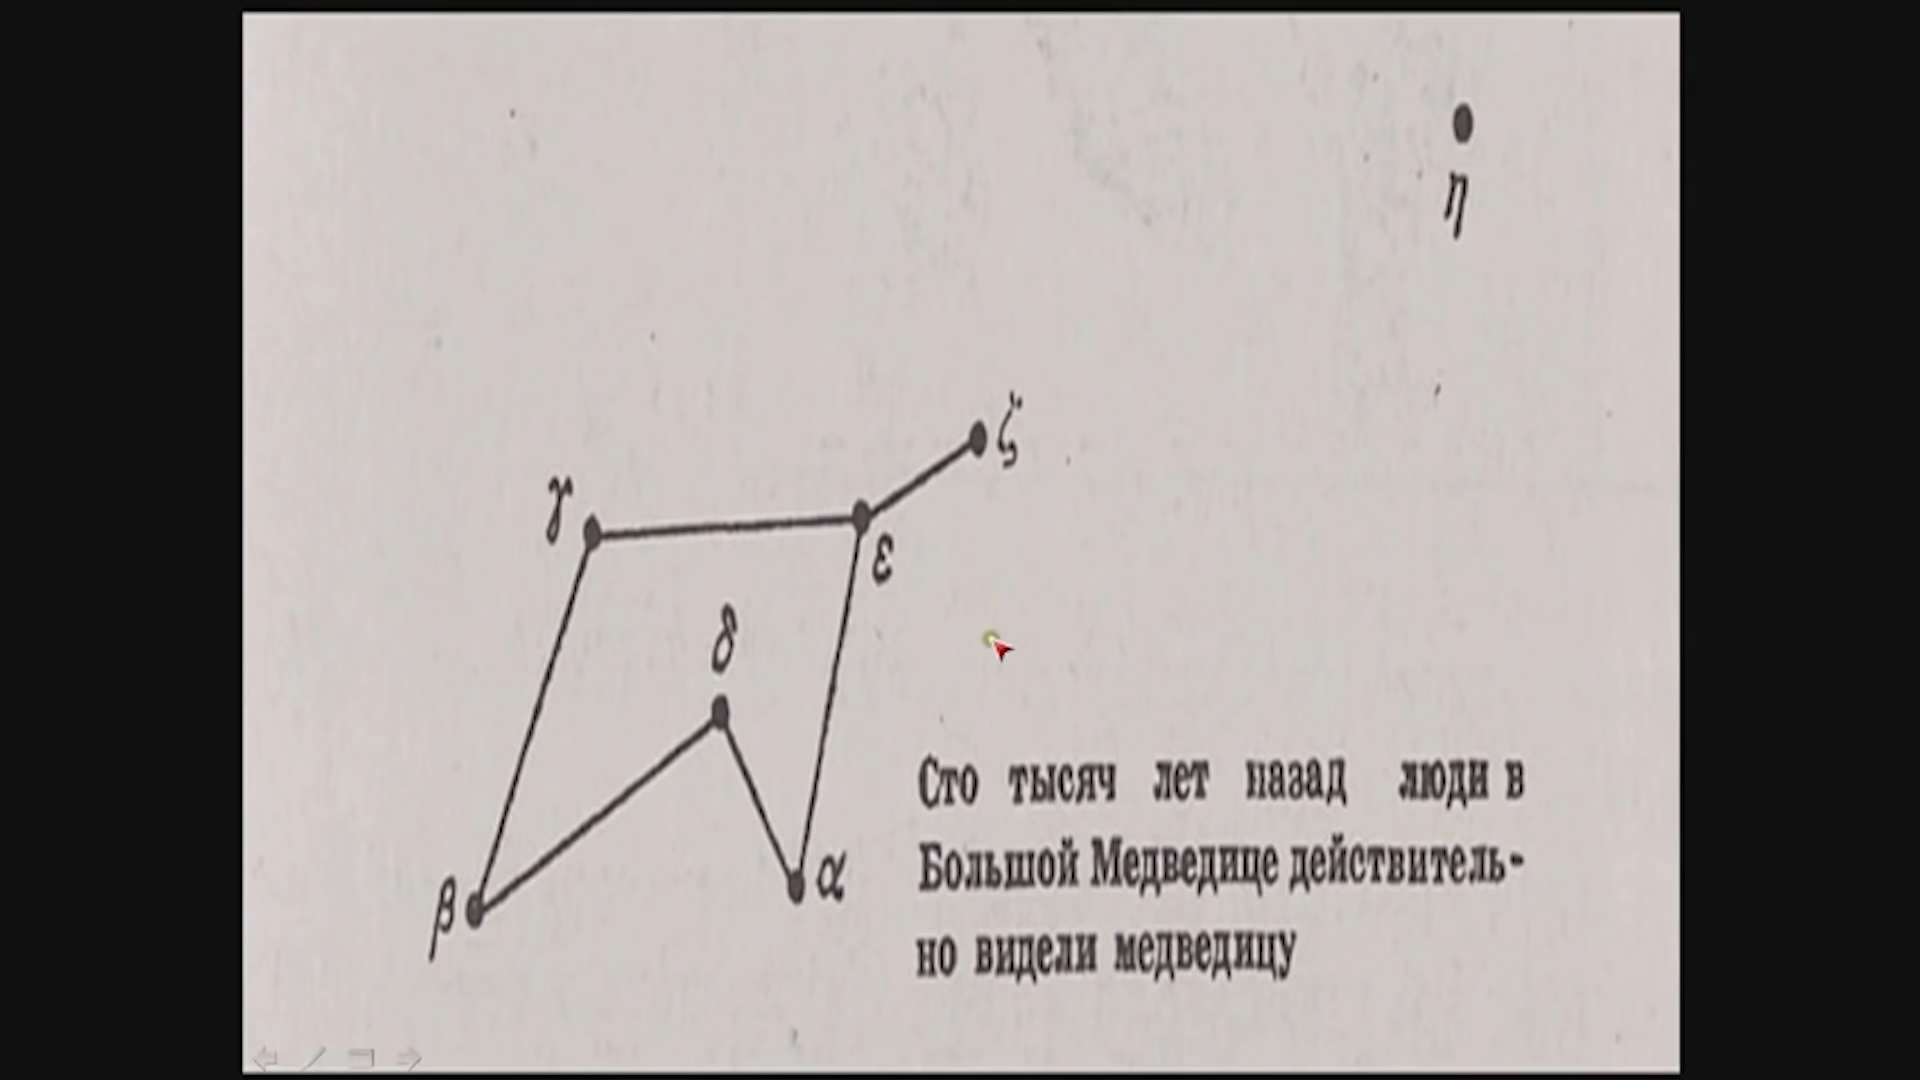 η
ζ
γ
ε
δ
α
β
Сто тысяч лет назад люди в
Большой Медведице действитель-
но видели медведицу